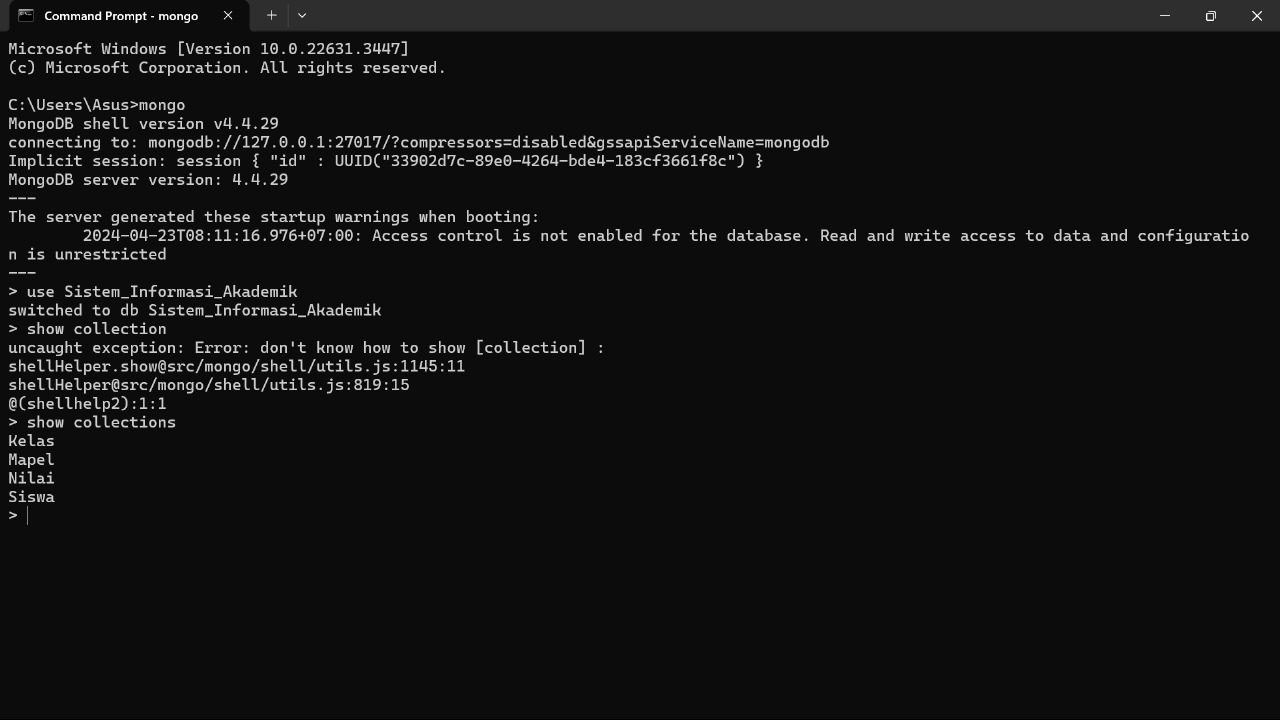 Command Prompt - mongo
Microsoft Windows [Version 10.0.22631.3447]
(c) Microsoft Corporation. All rights reserved.
C:\Users\Asus>mongo
MongoDB shell version v4.4.29
connecting to: mongodb://127.0.0.1:27017/?compressors=disabled&gssapiServiceName=mongodb
Implicit session: session { "id" : UUID("33902d7c-89e0-4264-bde4-183cf3661f8c") }
MongoDB server version: 4.4.29
---
The server generated these startup warnings when booting:
        2024-04-23T08:11:16.976+07:00: Access control is not enabled for the database. Read and write access to data and configuratio
n is unrestricted
---
> use Sistem_Informasi_Akademik
switched to db Sistem_Informasi_Akademik
> show collection
uncaught exception: Error: don't know how to show [collection] :
shellHelper.show@src/mongo/shell/utils.js:1145:11
shellHelper@src/mongo/shell/utils.js:819:15
@(shellhelp2):1:1
> show collections
Kelas
Mapel
Nilai
Siswa
>